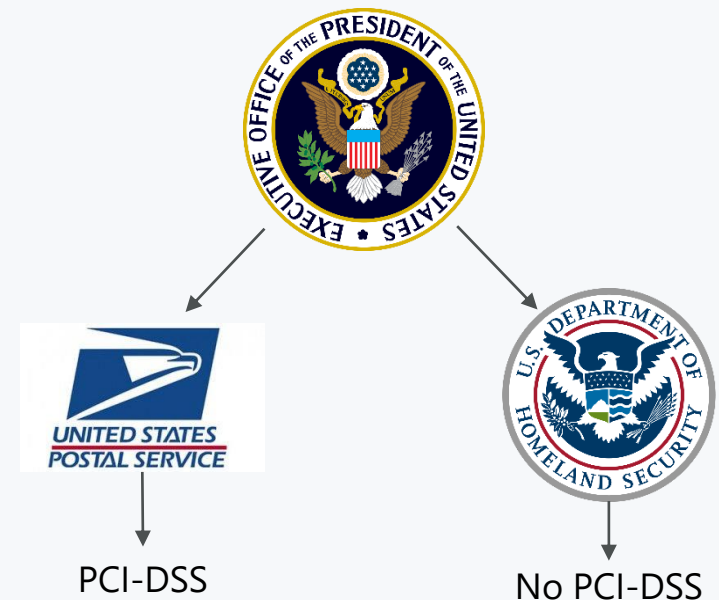 EXECUTIVE OFFICE OF THE PRESIDENT OF THE UNITED STATES
UNITED STATES
POSTAL SERVICE
U.S. DEPARTMENT OF
HOMELAND SECURITY
PCI-DSS
No PCI-DSS